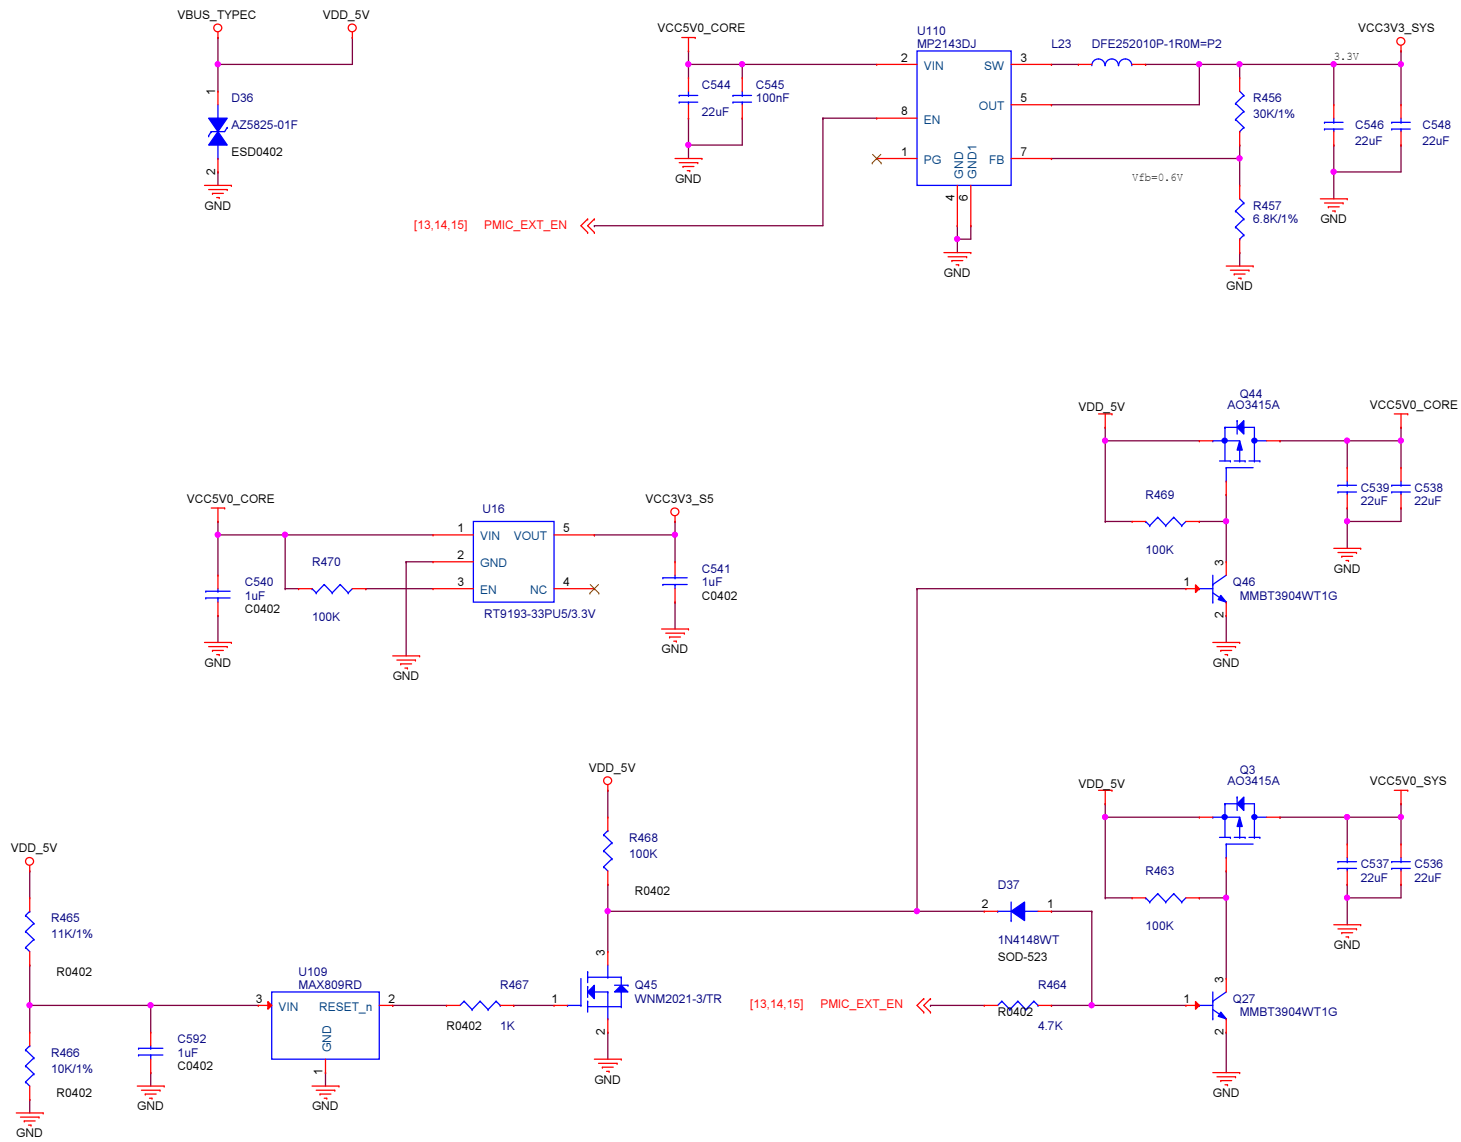 VBUS_TYPEC
VDD_5V
1
D36
AZ5825-01F
ESD0402
2
GND
VCC5V0_CORE
C544
22uF
C545
100nF
GND
U110
MP2143DJ
2
VIN
SW
3
OUT
5
8
EN
1
PG
GND
GND1
FB
7
4
6
GND
L23
DFE252010P-1R0M=P2
VCC3V3_SYS
3.3V
R456
30K/1%
C546
22uF
C548
22uF
Vfb=0.6V
R457
6.8K/1%
GND
GND
[13,14,15]
PMIC_EXT_EN
VCC5V0_CORE
U16
VCC3V3_S5
1
VIN
VOUT
5
2
GND
3
EN
NC
4
R470
100K
RT9193-33PU5/3.3V
C540
1uF
C0402
GND
GND
C541
1uF
C0402
GND
VDD_5V
Q44
AO3415A
VCC5V0_CORE
R469
100K
C539
22uF
C538
22uF
GND
3
1
Q46
MMBT3904WT1G
2
GND
VDD_5V
R465
11K/1%
R0402
R466
10K/1%
R0402
GND
C592
1uF
C0402
GND
U109
MAX809RD
3
VIN
RESET_n
2
GND
1
GND
R467
R0402
1K
VDD_5V
R468
100K
R0402
3
1
Q45
WNM2021-3/TR
2
GND
D37
2
1
1N4148WT
SOD-523
[13,14,15]
PMIC_EXT_EN
R464
R0402
4.7K
VDD_5V
Q3
AO3415A
VCC5V0_SYS
R463
100K
C537
22uF
C536
22uF
GND
3
1
Q27
MMBT3904WT1G
2
GND